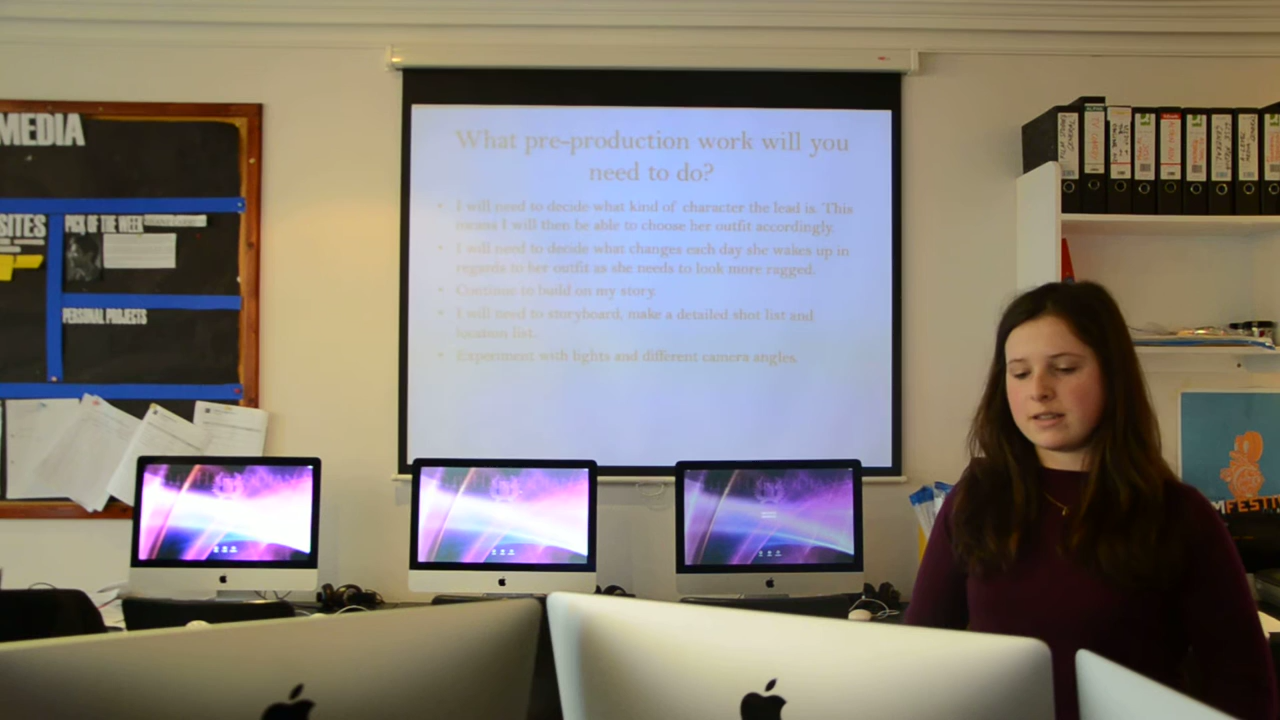 MEDIA
SITES
PICK OF THE WEEK
PERSONAL PROJECTS
What pre-production work will you
need to do?
• I will need to decide what kind of character the lead is. This
means I will then be able to choose her outfit accordingly.
• I will need to decide what changes each day she wakes up in
regards to her outfit as she needs to look more ragged.
• Continue to build on my story.
• I will need to storyboard, make a detailed shot list and
location list.
• Experiment with lights and different camera angles.
GENERAL